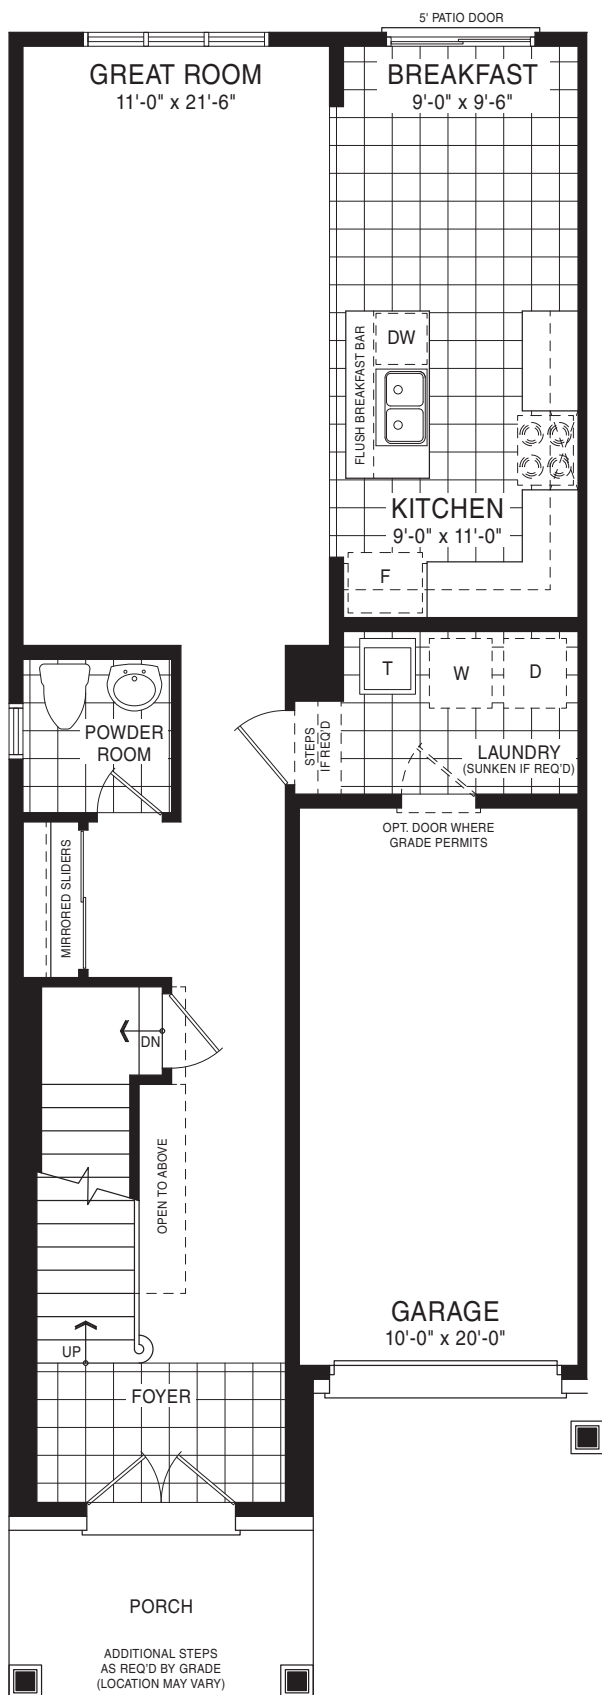 5' PATIO DOOR
GREAT ROOM
11'-0" x 21'-6"
BREAKFAST
9'-0" x 9'-6"
FLUSH BREAKFAST BAR
DW
KITCHEN
9'-0" x 11'-0"
F
T
W
D
POWDER
ROOM
STEPS
IF REQ'D
LAUNDRY
(SUNKEN IF REQ'D)
OPT. DOOR WHERE
GRADE PERMITS
MIRRORED SLIDERS
DN
OPEN TO ABOVE
GARAGE
10'-0" x 20'-0"
UP
FOYER
PORCH
ADDITIONAL STEPS
AS REQ'D BY GRADE
(LOCATION MAY VARY)